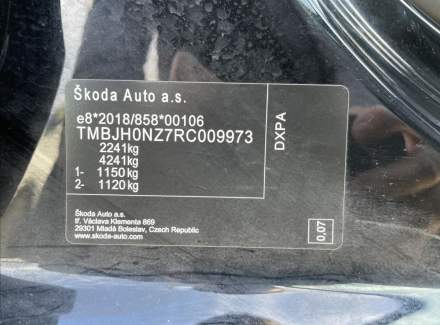 Škoda Auto a.s.
e8*2018/858*00106
TMBJH0NZ7RC009973
2241kg
4241kg
1- 1150kg
2- 1120kg
DXPA
Škoda Auto a.s.
tř. Václava Klementa 869
29301 Mladá Boleslav, Czech Republic
www.skoda-auto.com
0,07